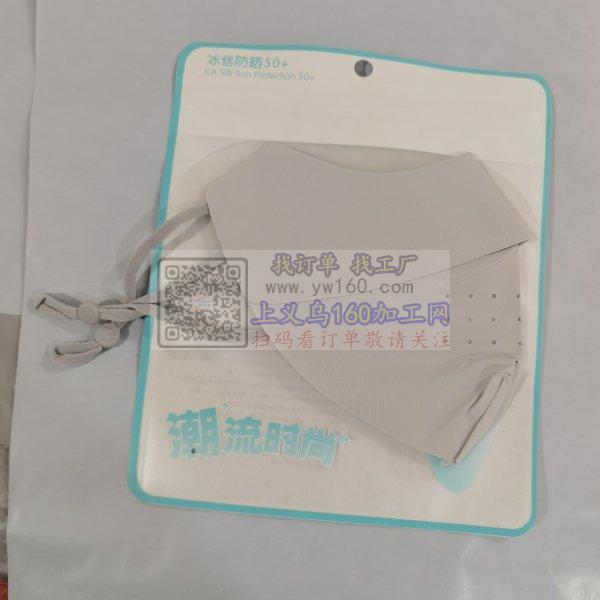 冰丝防晒50+
Ice Silk Sun Protection 50+
找订单 找工厂
www.yw160.com
上义乌160加工网
扫码看订单敬请关注
潮流时尚